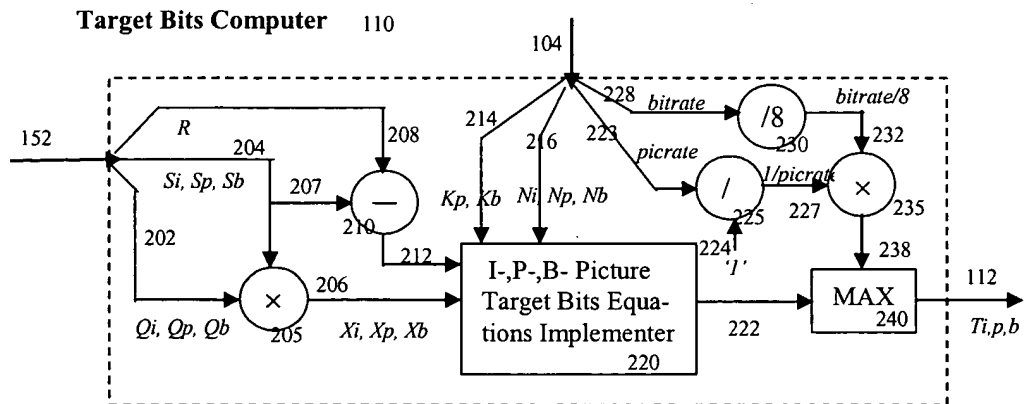 Target Bits Computer 110
104
152
R
208
214
216
228
bitrate
223
/8
230
bitrate/8
232
204
Si, Sp, Sb
207
picrate
/
225
1/picrate
227
×
235
202
−
210
Kp, Kb
Ni, Np, Nb
224
'1'
238
212
×
205
206
Qi, Qp, Qb
Xi, Xp, Xb
I-,P-,B- Picture
Target Bits Equa-
tions Implementer
220
222
MAX
240
112
Ti,p,b